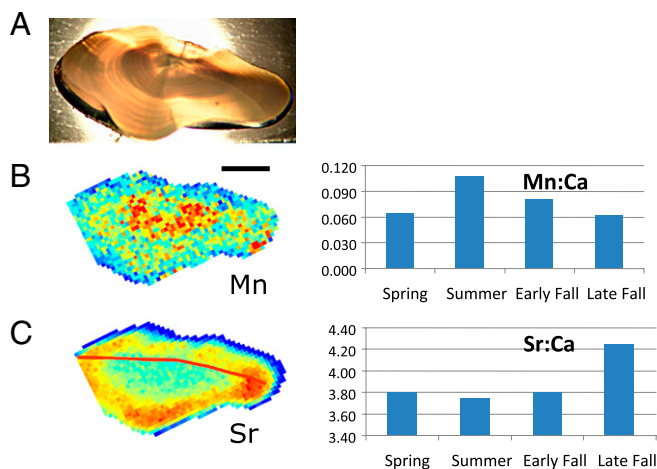 A
B
Mn
Mn:Ca
0.120
0.090
0.060
0.030
0.000
Spring Summer Early Fall Late Fall
C
Sr
Sr:Ca
4.40
4.20
4.00
3.80
3.60
3.40
Spring Summer Early Fall Late Fall